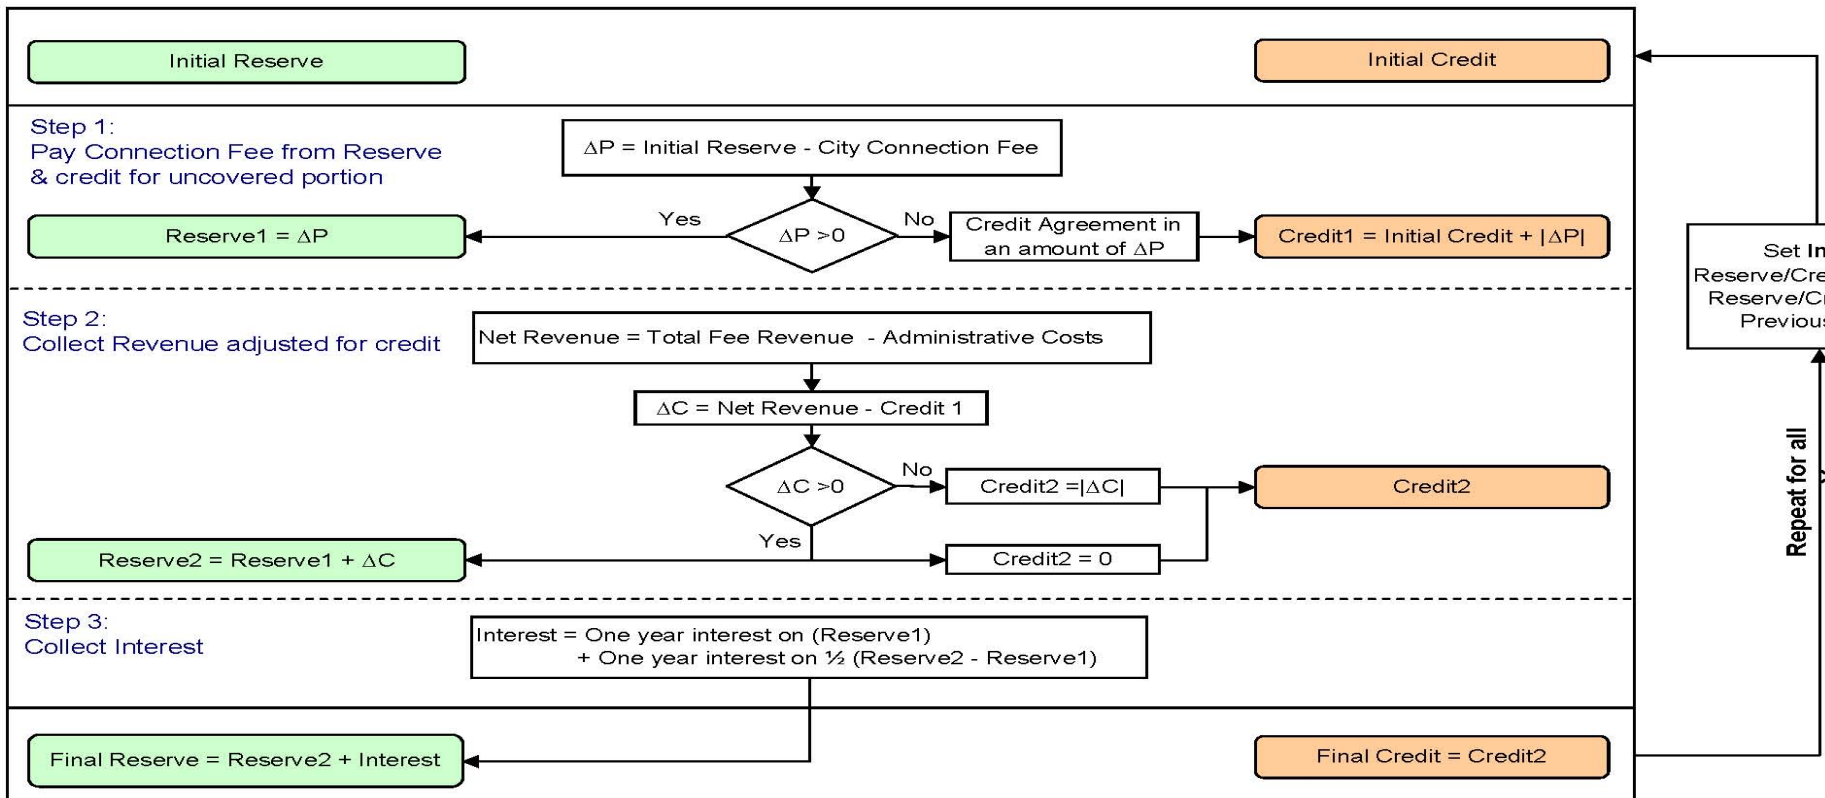 Initial Reserve
Initial Credit
Step 1:
Pay Connection Fee from Reserve
& credit for uncovered portion
ΔP = Initial Reserve - City Connection Fee
Yes
ΔP >0
No
Credit Agreement in
an amount of ΔP
Reserve1 = ΔP
Credit1 = Initial Credit + |ΔP|
Step 2:
Collect Revenue adjusted for credit
Net Revenue = Total Fee Revenue - Administrative Costs
ΔC = Net Revenue - Credit 1
ΔC >0
No
Credit2 =|ΔC|
Credit2
Yes
Reserve2 = Reserve1 + ΔC
Credit2 = 0
Step 3:
Collect Interest
Interest = One year interest on (Reserve1)
+ One year interest on ½ (Reserve2 - Reserve1)
Final Reserve = Reserve2 + Interest
Final Credit = Credit2
Set
Reserve/
Reserve/
Previous
Repeat for all